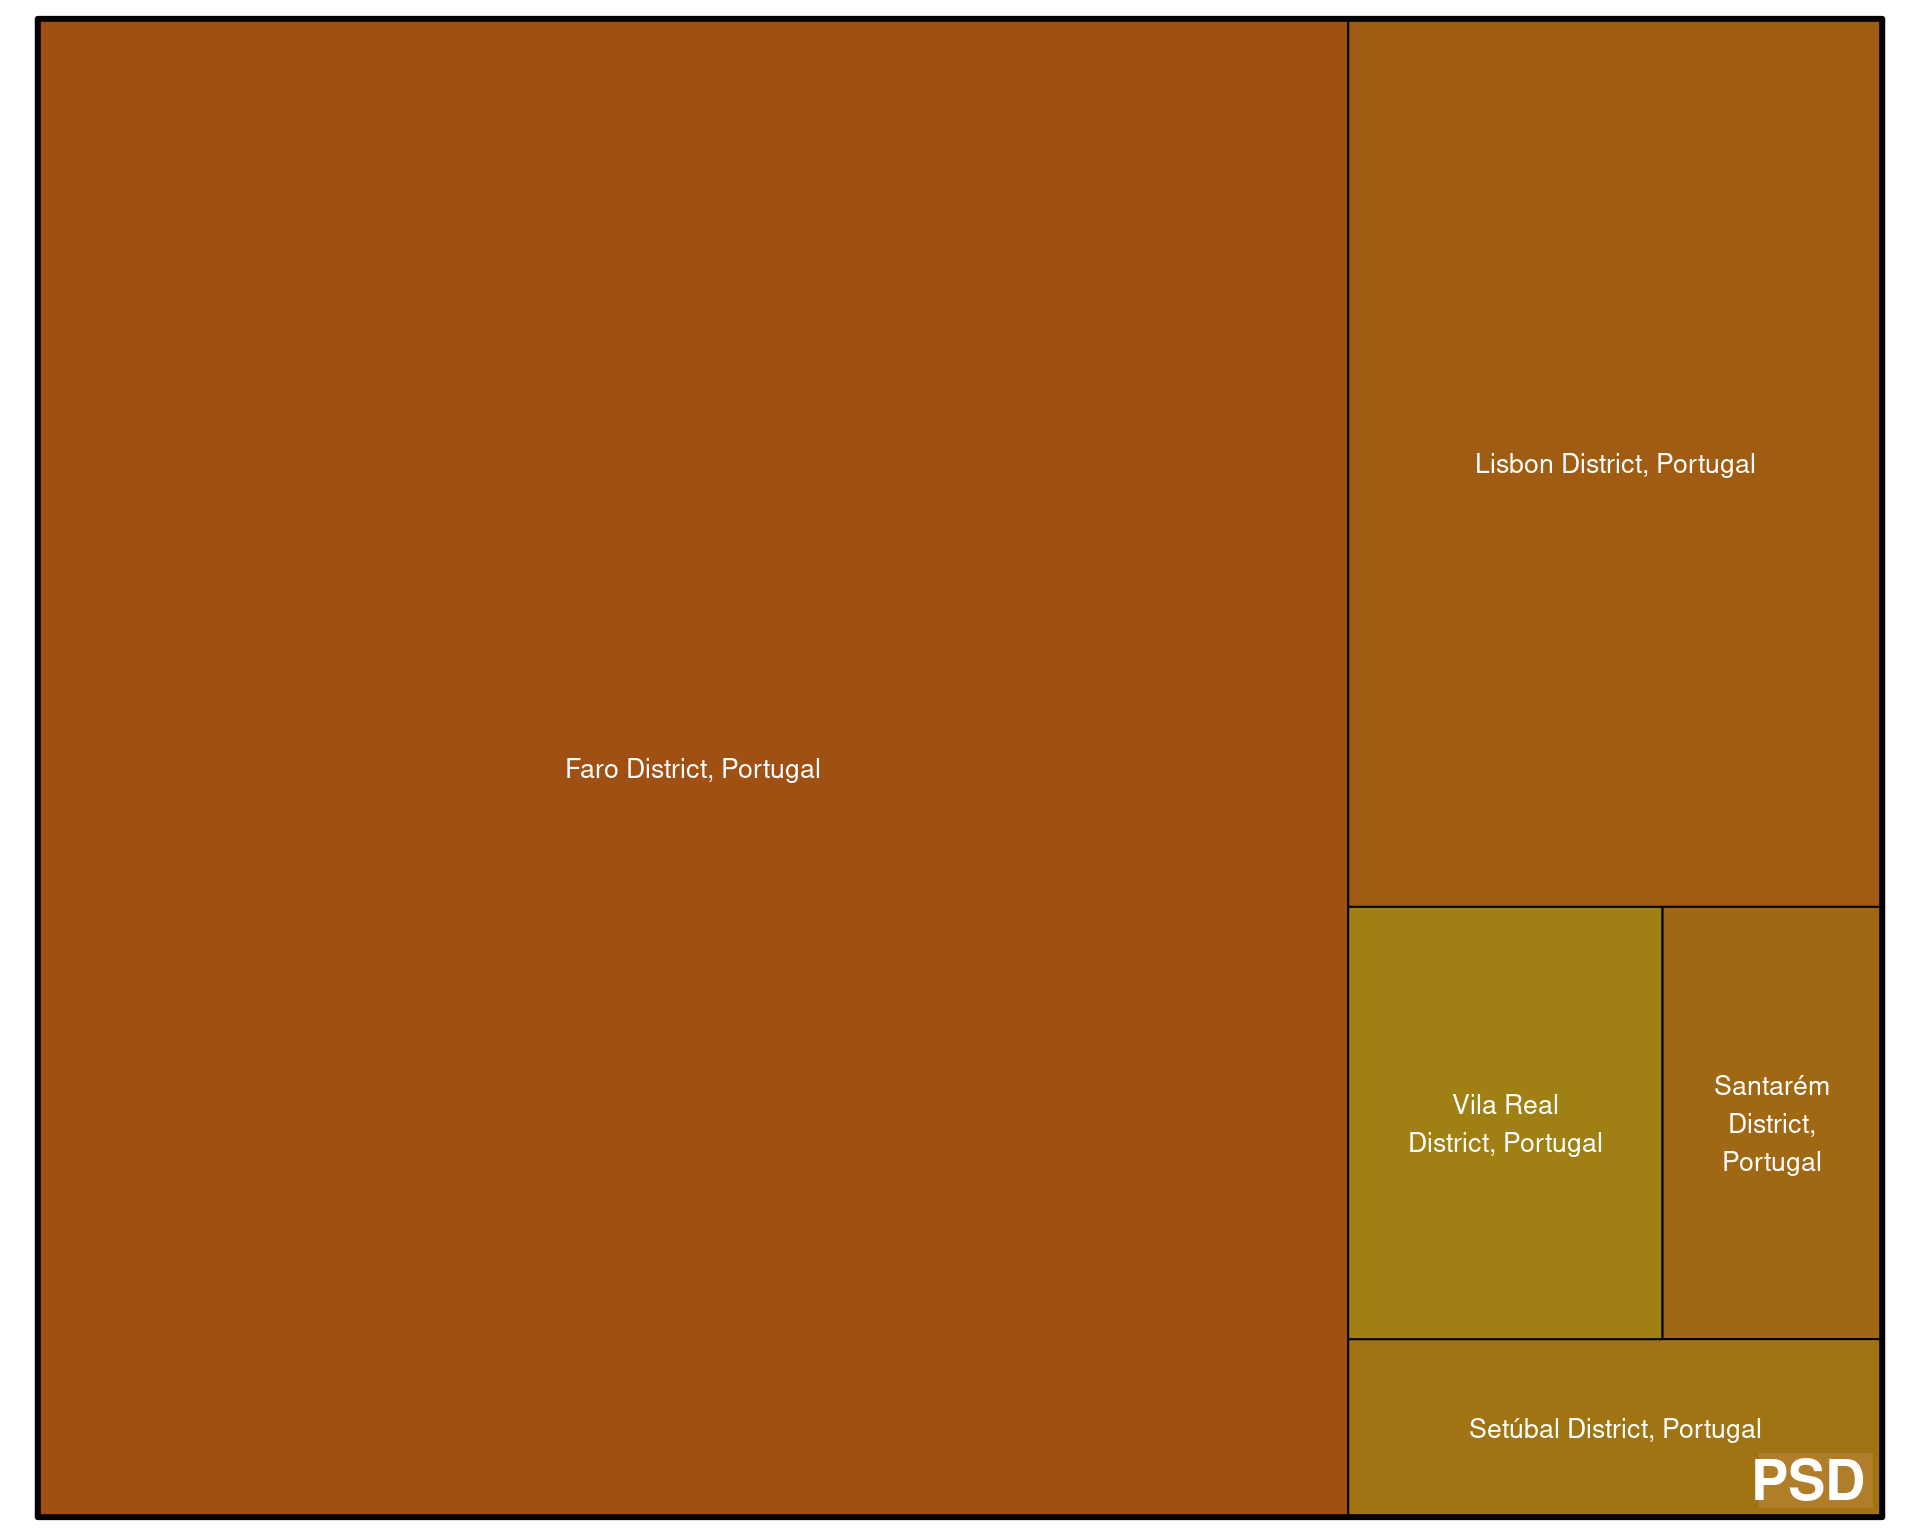 Lisbon District, Portugal
Faro District, Portugal
Vila Real
District, Portugal
Santarém
District,
Portugal
Setúbal District, Portugal
PSD